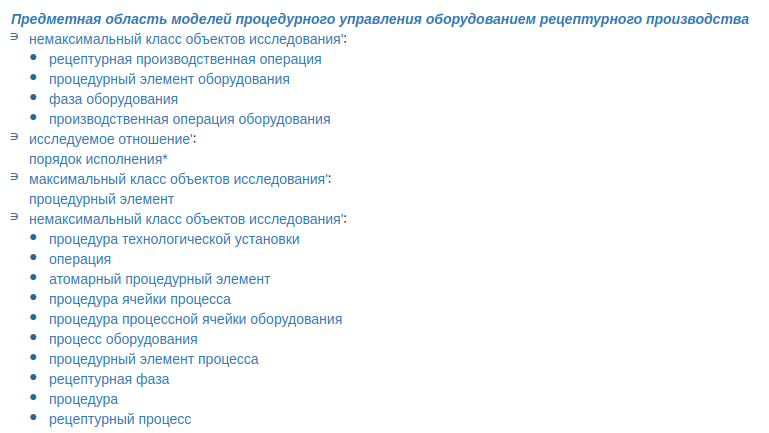 Предметная область моделей процедурного управления оборудованием рецептурного производства
∋ немаксимальный класс объектов исследования':
• рецептурная производственная операция
• процедурный элемент оборудования
• фаза оборудования
• производственная операция оборудования
∋ исследуемое отношение':
порядок исполнения*
∋ максимальный класс объектов исследования':
процедурный элемент
∋ немаксимальный класс объектов исследования':
• процедура технологической установки
• операция
• атомарный процедурный элемент
• процедура ячейки процесса
• процедура процессной ячейки оборудования
• процесс оборудования
• процедурный элемент процесса
• рецептурная фаза
• процедура
• рецептурный процесс